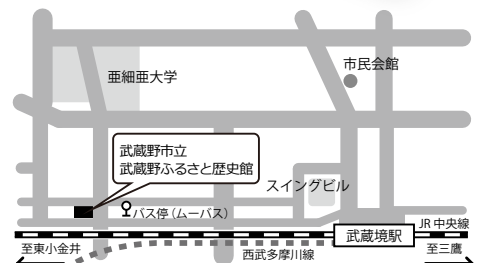 市民会館
亜細亜大学
武蔵野市立
武蔵野ふるさと歴史館
スイングビル
バス停（ムーバス）
JR 中央線
武蔵境駅
至東小金井
西武多摩川線
至三鷹